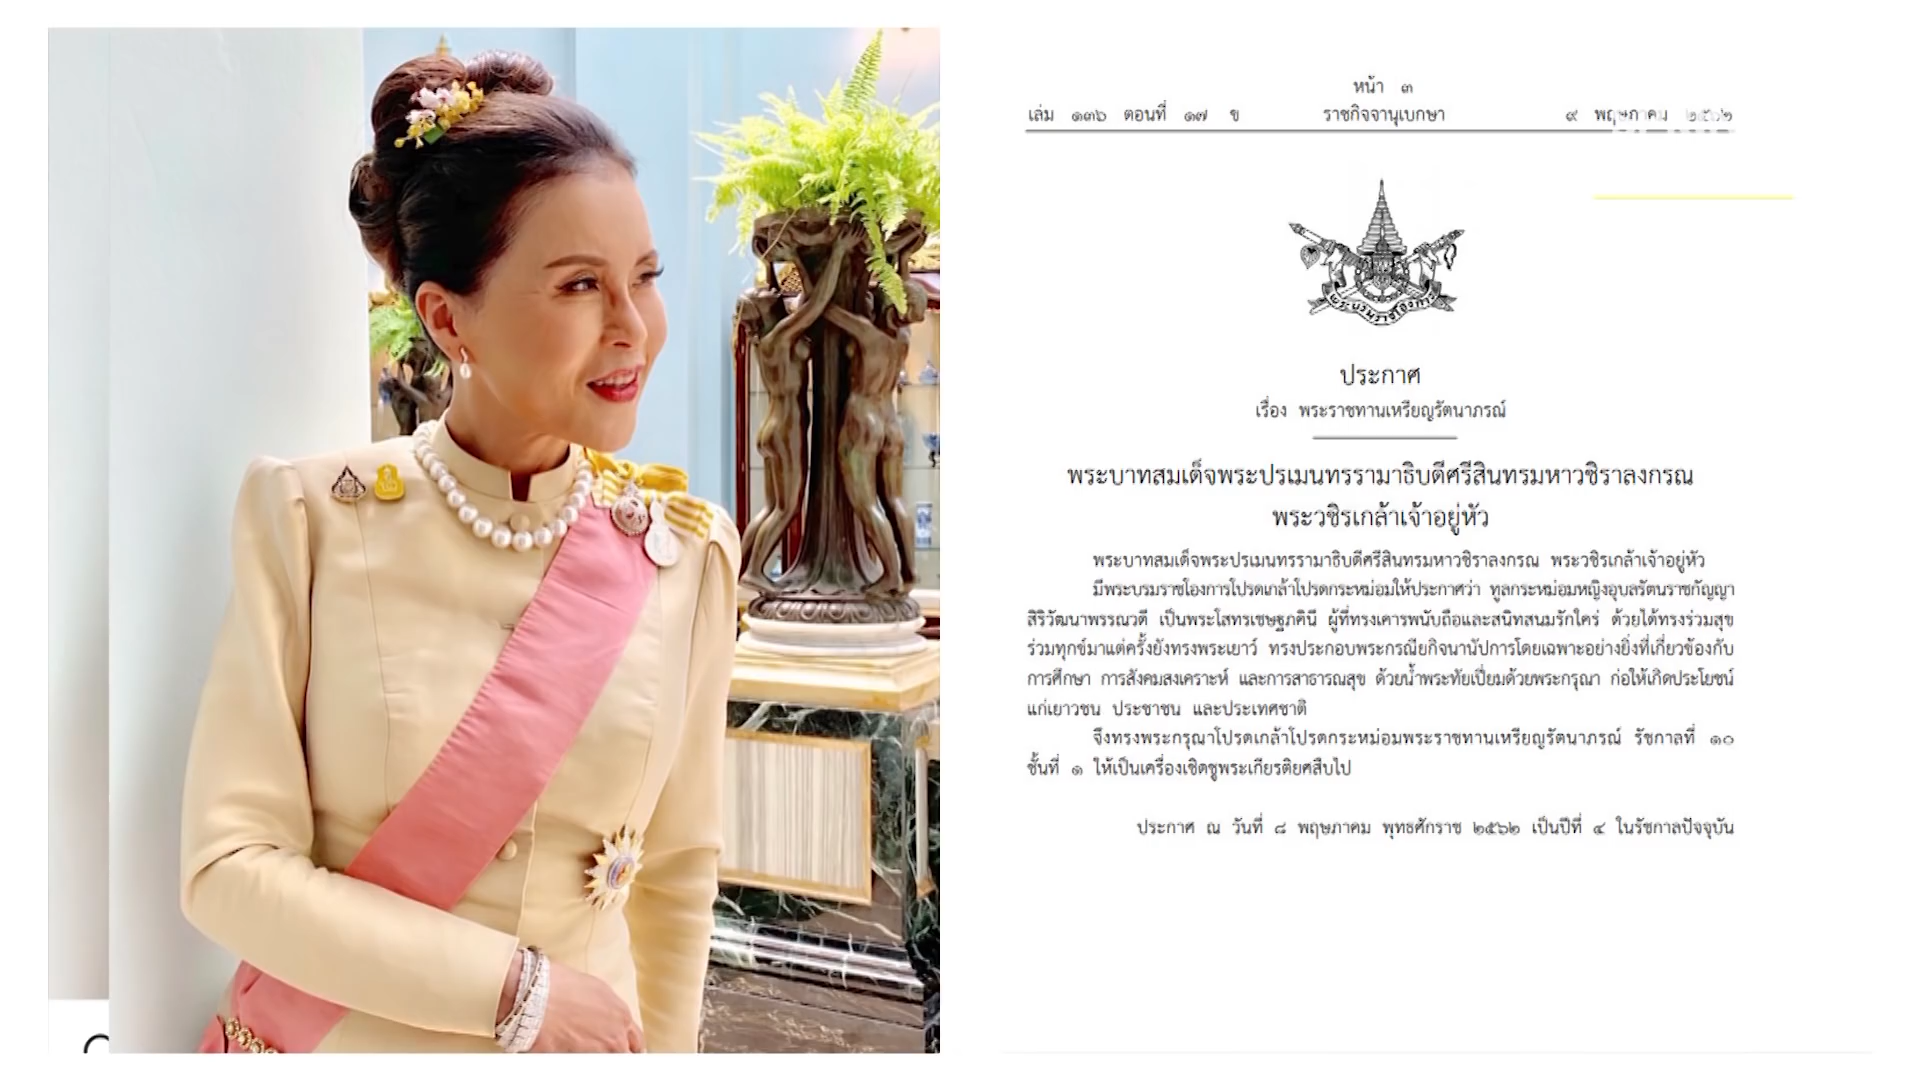 หน้า ๓
เล่ม ๑๓๖ ตอนที่ ๑๗ ข ราชกิจจานุเบกษา ๙ พฤษภาคม ๒๕๖๒
พระบรมราชโองการ
ประกาศ
เรื่อง พระราชทานเหรียญรัตนาภรณ์
พระบาทสมเด็จพระปรเมนทรรามาธิบดีศรีสินทรมหาวชิราลงกรณ
พระวชิรเกล้าเจ้าอยู่หัว
พระบาทสมเด็จพระปรเมนทรรามาธิบดีศรีสินทรมหาวชิราลงกรณ พระวชิรเกล้าเจ้าอยู่หัว
มีพระบรมราชโองการโปรดเกล้าโปรดกระหม่อมให้ประกาศว่า ทูลกระหม่อมหญิงอุบลรัตนราชกัญญา
สิริวัฒนาพรรณวดี เป็นพระโสทรเชษฐภคินี ผู้ที่ทรงเคารพนับถือและสนิทสนมรักใคร่ ด้วยได้ทรงร่วมสุข
ร่วมทุกข์มาแต่ครั้งยังทรงพระเยาว์ ทรงประกอบพระกรณียกิจนานัปการโดยเฉพาะอย่างยิ่งที่เกี่ยวข้องกับ
การศึกษา การสังคมสงเคราะห์ และการสาธารณสุข ด้วยน้ำพระทัยเปี่ยมด้วยพระกรุณา ก่อให้เกิดประโยชน์
แก่เยาวชน ประชาชน และประเทศชาติ
จึงทรงพระกรุณาโปรดเกล้าโปรดกระหม่อมพระราชทานเหรียญรัตนาภรณ์ รัชกาลที่ ๑๐
ชั้นที่ ๑ ให้เป็นเครื่องเชิดชูพระเกียรติยศสืบไป
ประกาศ ณ วันที่ ๘ พฤษภาคม พุทธศักราช ๒๕๖๒ เป็นปีที่ ๔ ในรัชกาลปัจจุบัน